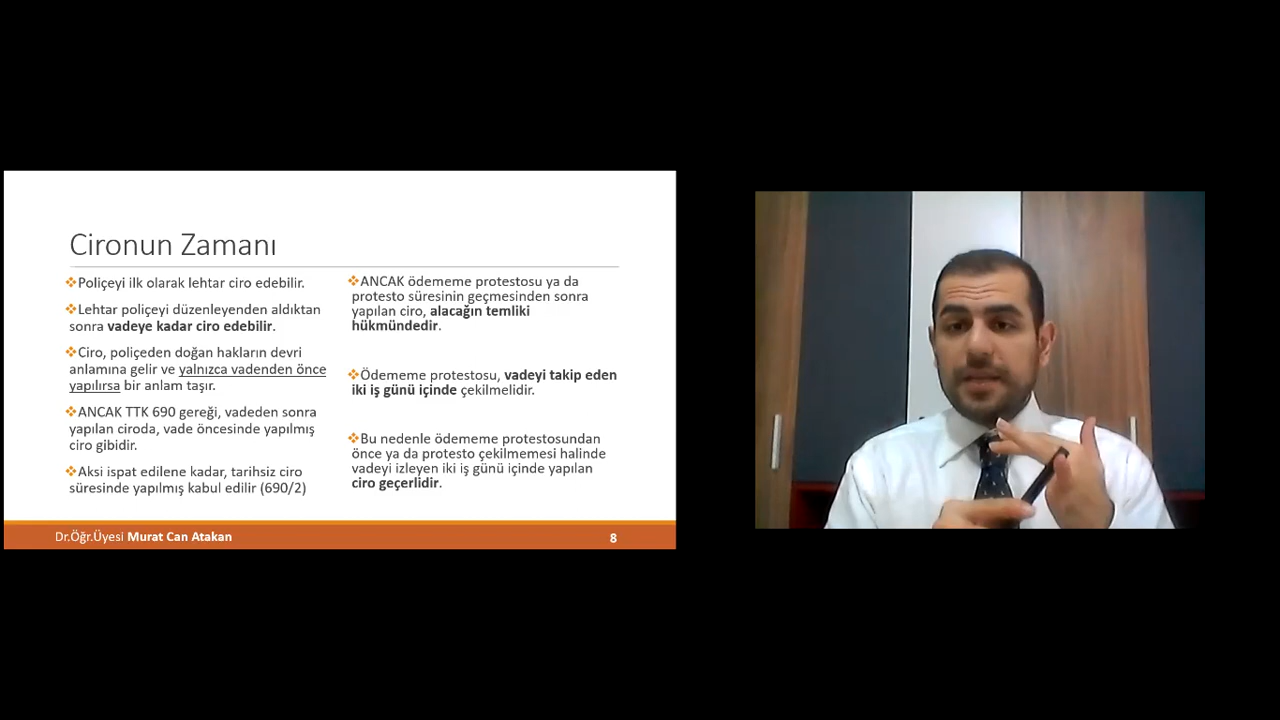 Cironun Zamanı
❖Poliçeyi ilk olarak lehtar ciro edebilir.
❖Lehtar poliçeyi düzenleyenden aldıktan
sonra vadeye kadar ciro edebilir.
❖Ciro, poliçeden doğan hakların devri
anlamına gelir ve yalnızca vadenden önce
yapılırsa bir anlam taşır.
❖ANCAK TTK 690 gereği, vadeden sonra
yapılan ciroda, vade öncesinde yapılmış
ciro gibidir.
❖Aksi ispat edilene kadar, tarihsiz ciro
süresinde yapılmış kabul edilir (690/2)
❖ANCAK ödememe protestosu ya da
protesto süresinin geçmesinden sonra
yapılan ciro, alacağın temliki
hükmündedir.
❖Ödememe protestosu, vadeyi takip eden
iki iş günü içinde çekilmelidir.
❖Bu nedenle ödememe protestosundan
önce ya da protesto çekilmemesi halinde
vadeyi izleyen iki iş günü içinde yapılan
ciro geçerlidir.
Dr.Öğr.Üyesi Murat Can Atakan
8